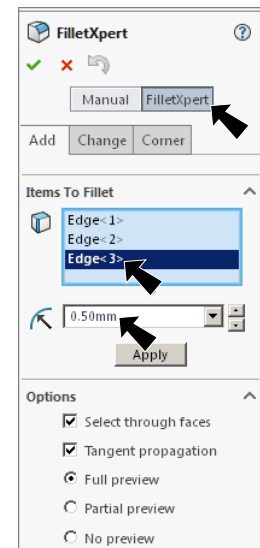 FilletXpert
Manual FilletXpert
Add Change Corner
Items To Fillet
Edge<1>
Edge<2>
Edge<3>
0.50mm
Apply
Options
Select through faces
Tangent propagation
Full preview
Partial preview
No preview